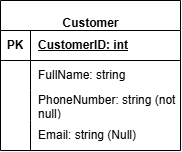 Customer
PK CustomerID: int
FullName: string
PhoneNumber: string (not
null)
Email: string (Null)